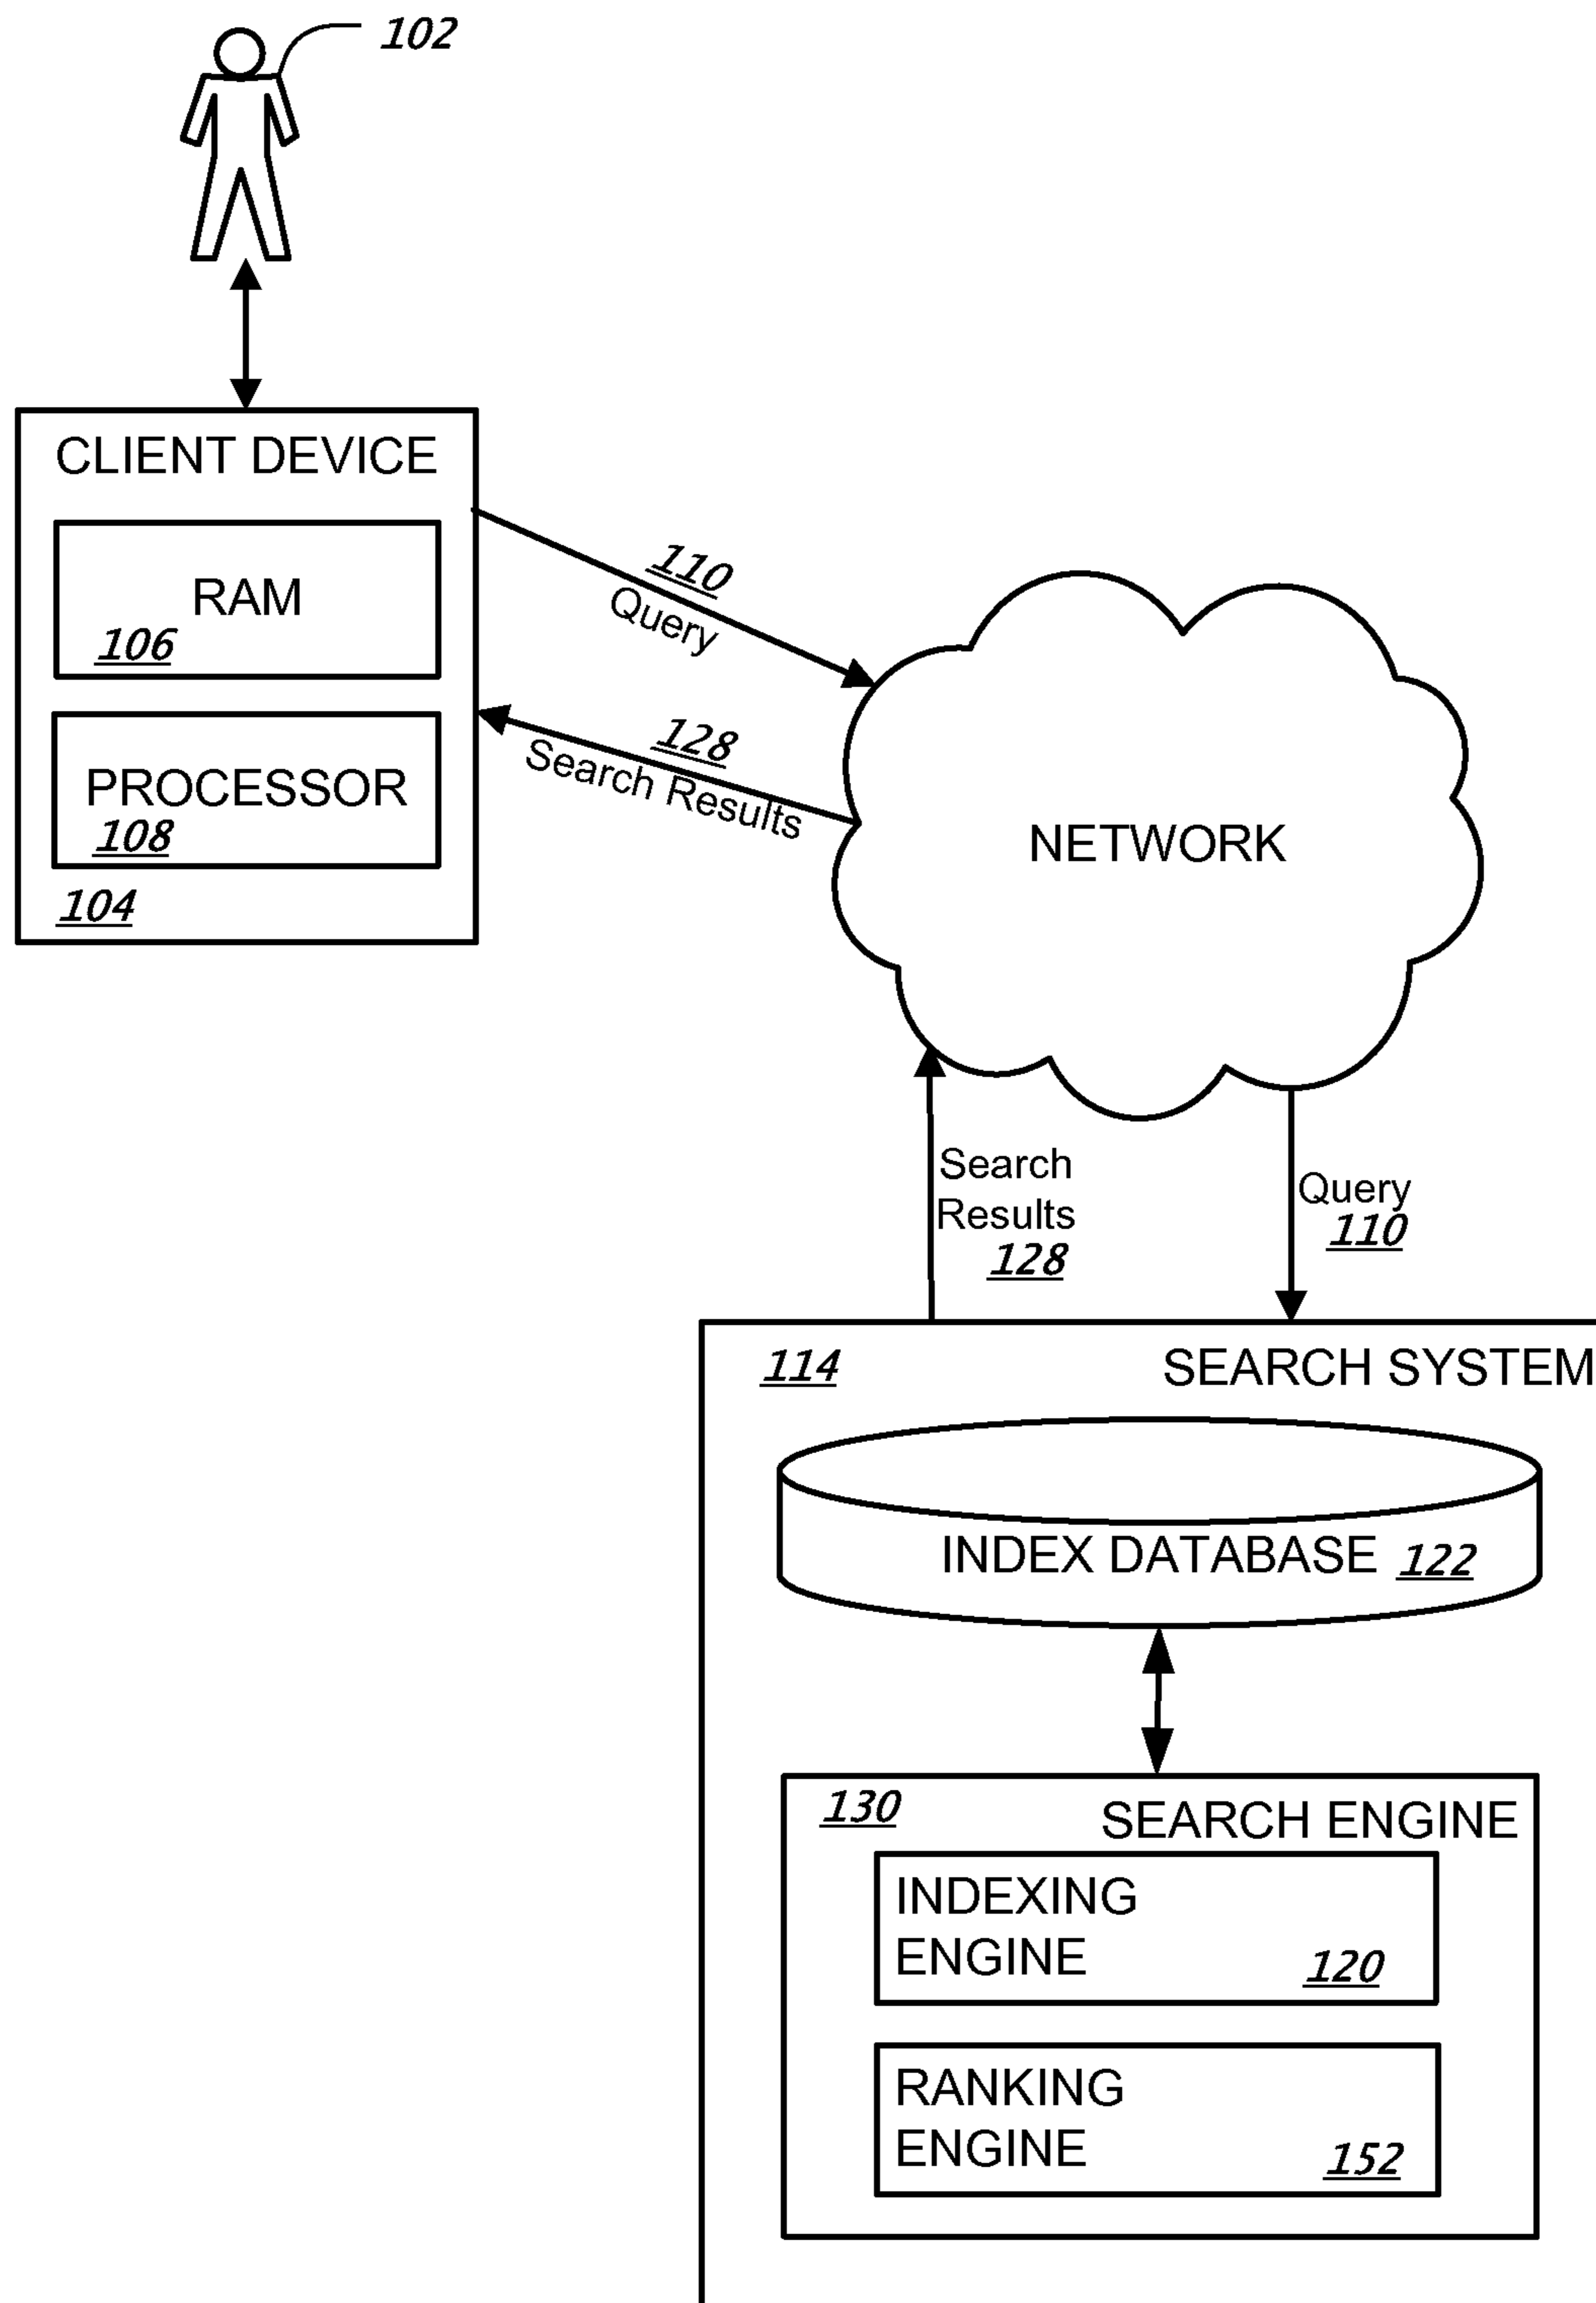 102
CLIENT DEVICE
RAM
106
PROCESSOR
108
104
110
Query
128
Search Results
NETWORK
Search
Results
128
Query
110
114
SEARCH SYSTEM
INDEX DATABASE 122
130
SEARCH ENGINE
INDEXING
ENGINE 120
RANKING
ENGINE 152